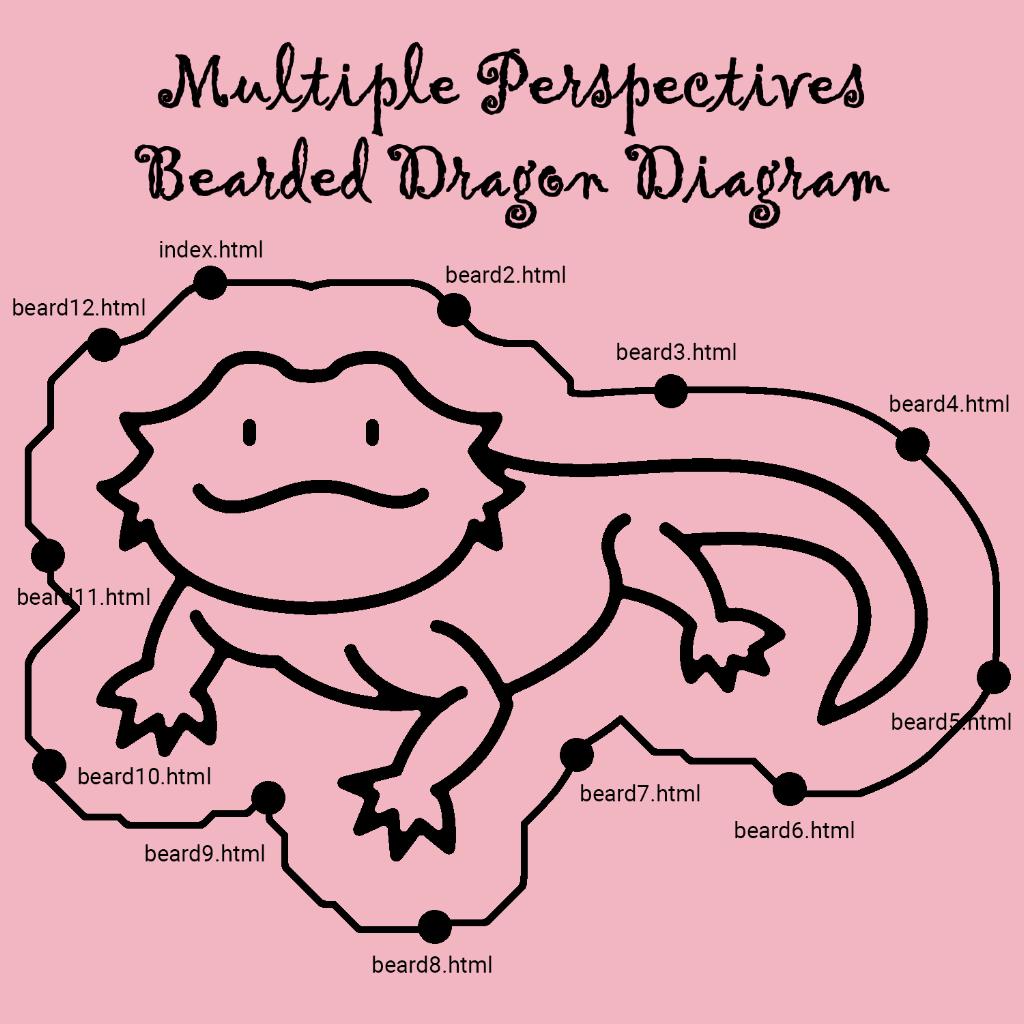 Multiple Perspectives
Bearded Dragon Diagram
index.html
beard2.html
beard12.html
beard3.html
beard4.html
beard11.html
beard5.html
beard10.html
beard7.html
beard6.html
beard9.html
beard8.html